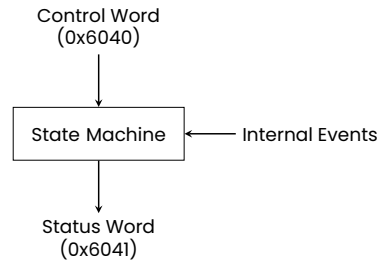 Control Word
(0x6040)
State Machine
Internal Events
Status Word
(0x6041)